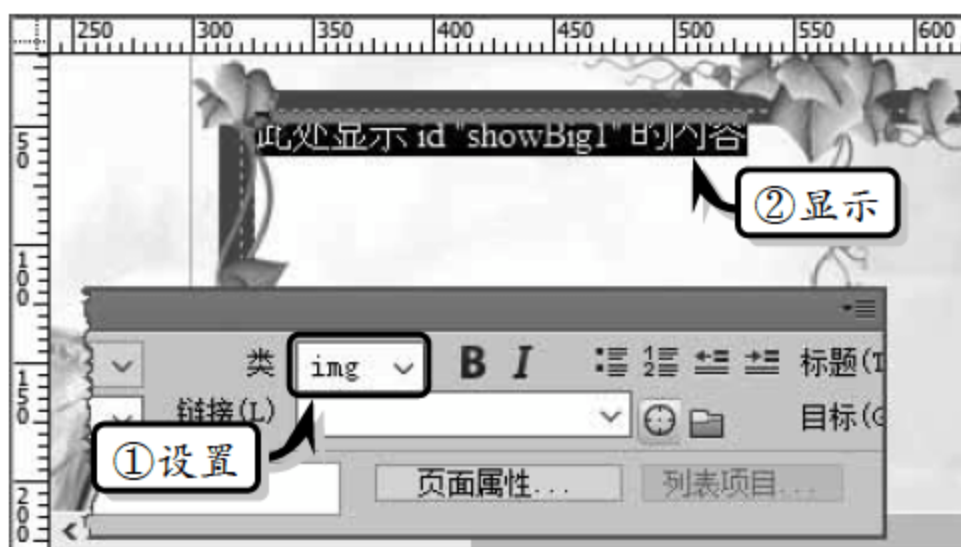 250 300 350 400 450 500 550 600
50
此处显示 id "showBig1" 的内容
②显示
100
类 img B I 标题(T
150
链接(L) 目标(G
①设置
页面属性... 列表项目...
200